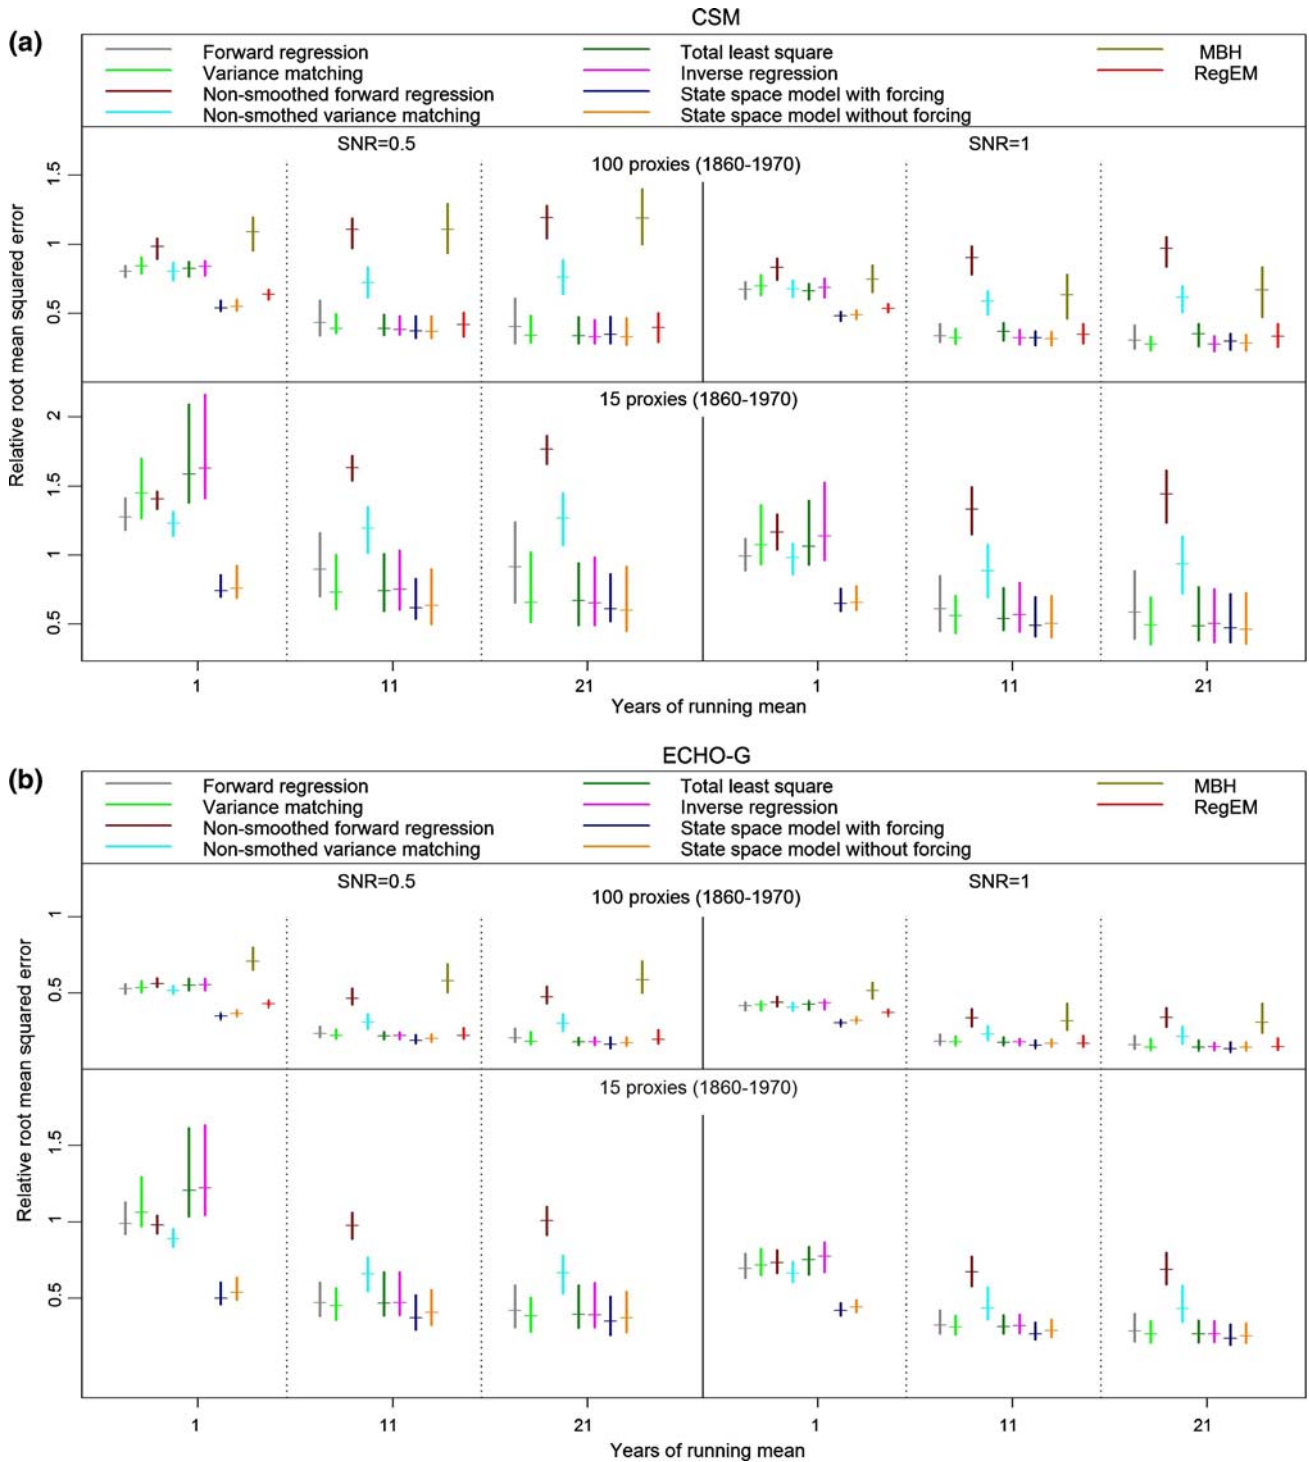 (a)
CSM
Forward regression
Variance matching
Non-smoothed forward regression
Non-smothed variance matching
Total least square
Inverse regression
State space model with forcing
State space model without forcing
MBH
RegEM
SNR=0.5
SNR=1
100 proxies (1860-1970)
1.5
1
0.5
Relative root mean squared error
15 proxies (1860-1970)
2
1.5
1
0.5
Relative root mean squared error
1
11
21
1
11
21
Years of running mean
(b)
ECHO-G
Forward regression
Variance matching
Non-smoothed forward regression
Non-smothed variance matching
Total least square
Inverse regression
State space model with forcing
State space model without forcing
MBH
RegEM
SNR=0.5
SNR=1
100 proxies (1860-1970)
1
0.5
Relative root mean squared error
15 proxies (1860-1970)
1.5
1
0.5
1
11
21
1
11
21
Years of running mean